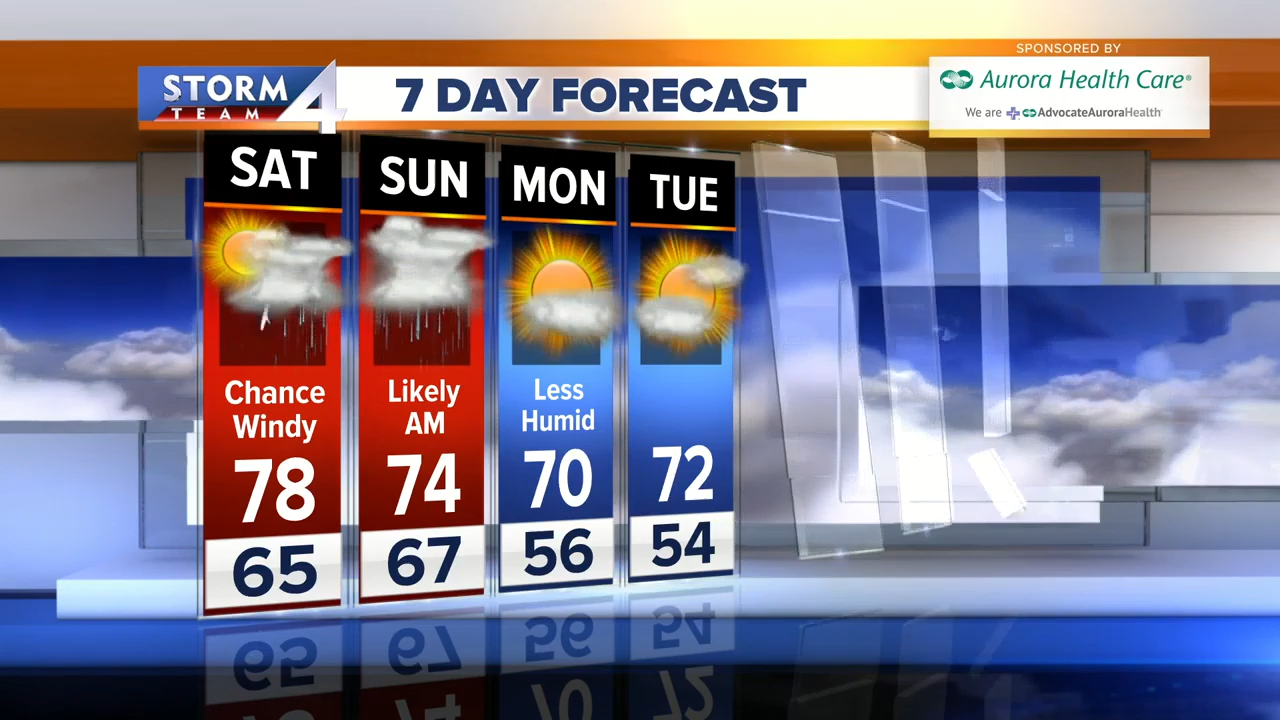 SPONSORED BY
STORM
TEAM
4
7 DAY FORECAST
Aurora Health Care®
We are AdvocateAuroraHealth
SAT
Chance
Windy
78
65
SUN
Likely
AM
74
67
MON
Less
Humid
70
56
TUE
72
54